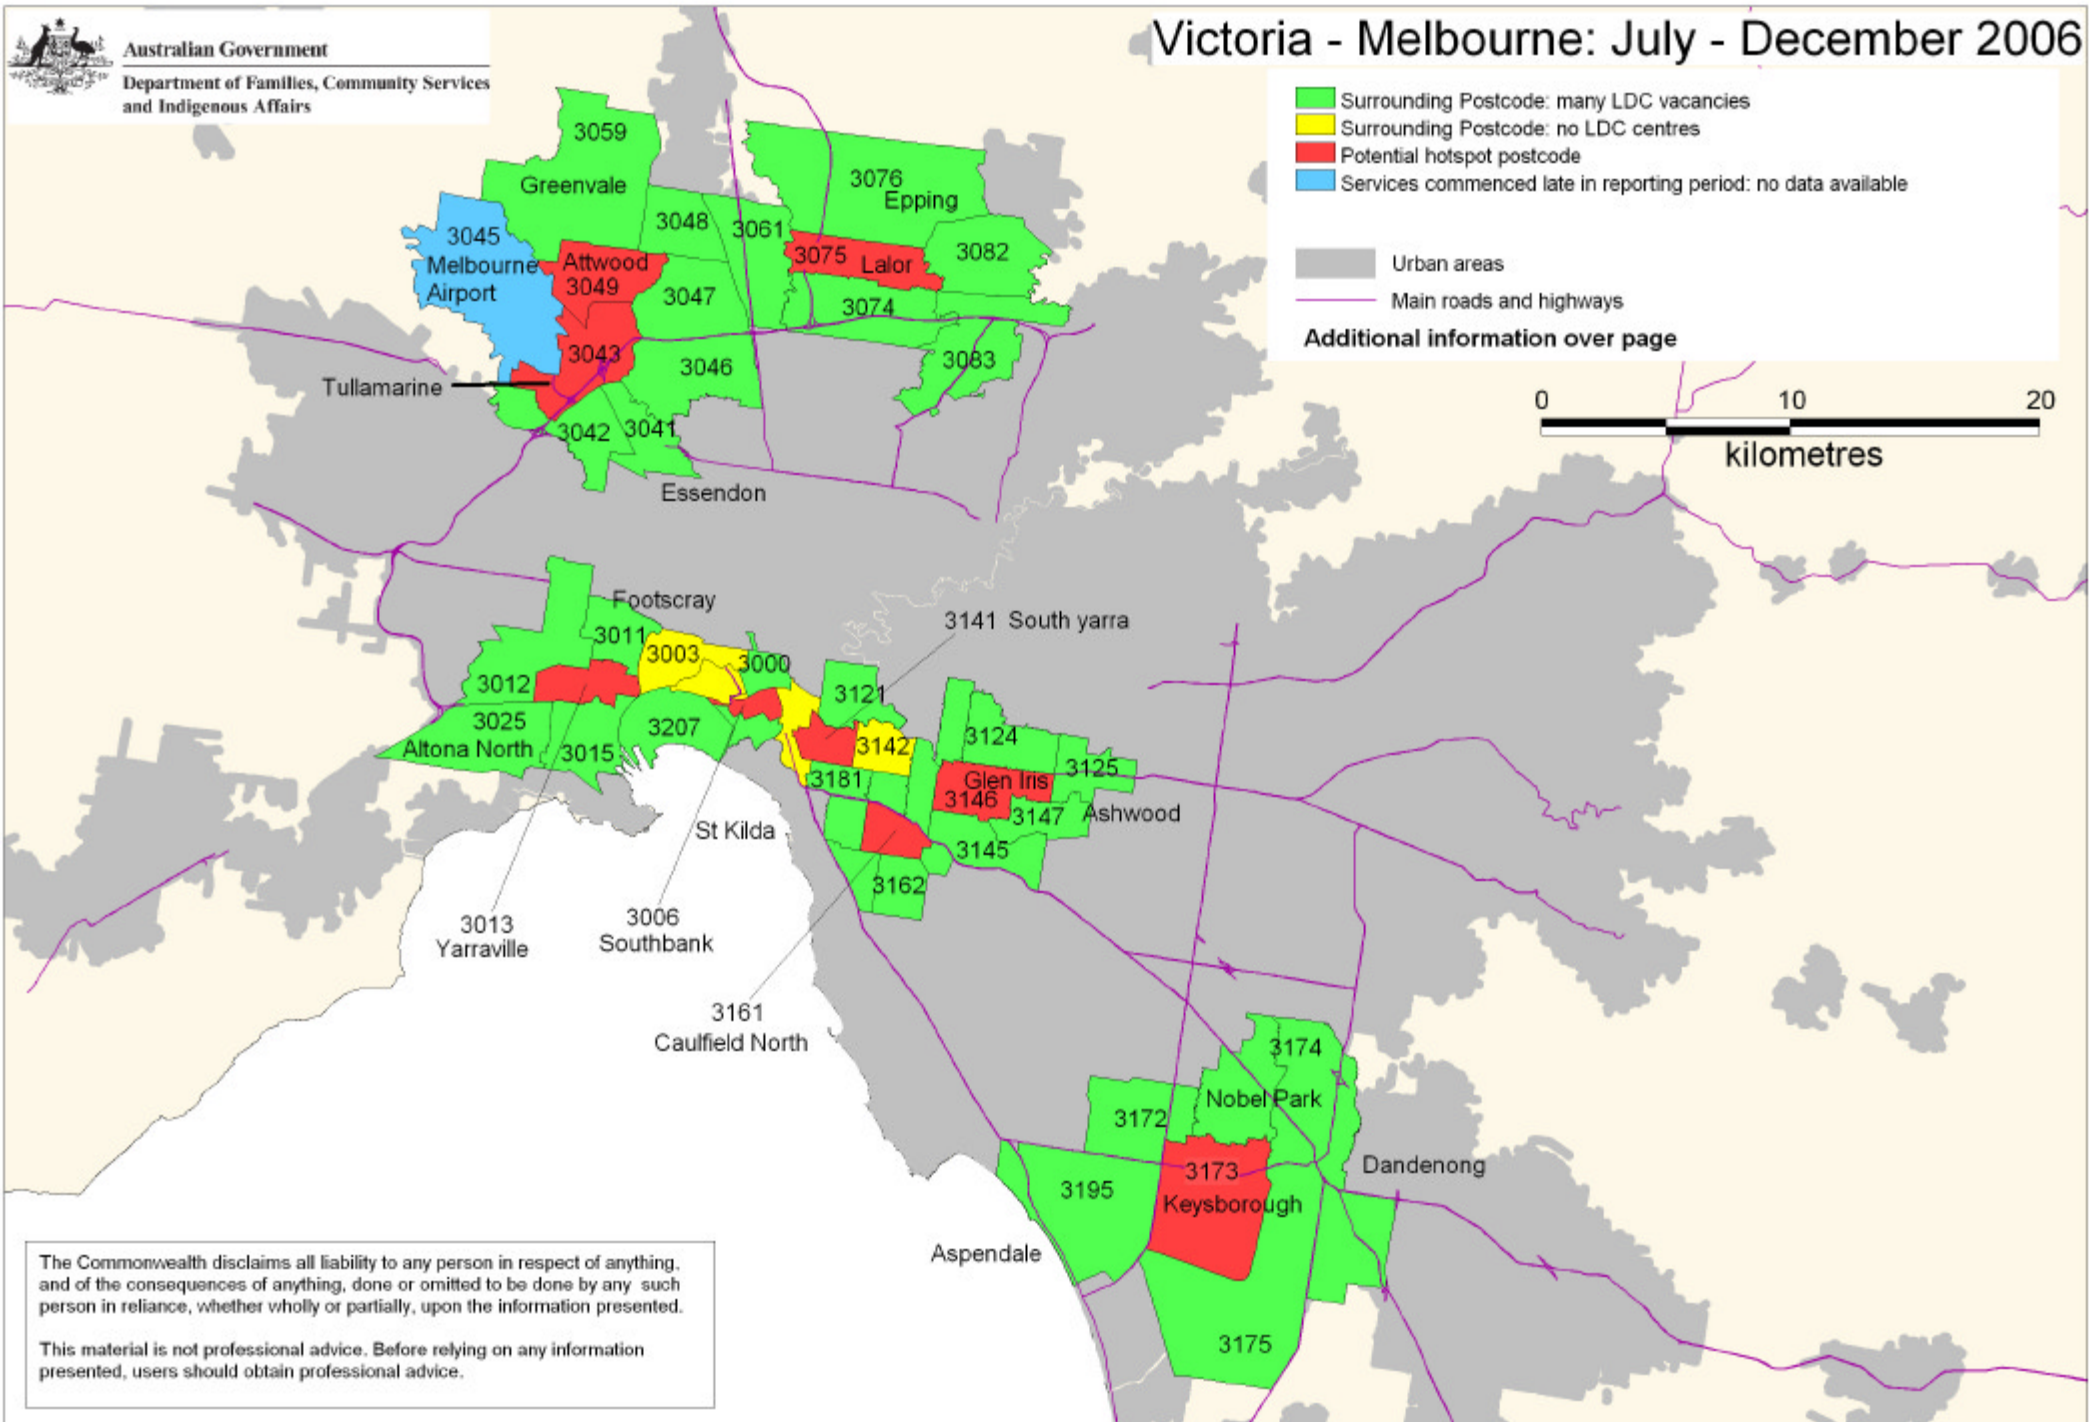 Australian Government
Department of Families, Community Services
and Indigenous Affairs
Victoria - Melbourne: July - December 2006
Surrounding Postcode: many LDC vacancies
Surrounding Postcode: no LDC centres
Potential hotspot postcode
Services commenced late in reporting period: no data available
Urban areas
Main roads and highways
Additional information over page
0 10 20
kilometres
3059
Greenvale
3076
Epping
3048
3061
3045
Melbourne
Airport
Attwood
3049
3075 Lalor
3082
3047
3074
3043
3046
3083
Tullamarine
3042
3041
Essendon
Footscray
3011
3003
3000
3141 South yarra
3012
3121
3025
Altona North
3015
3207
3142
3124
3181
Glen Iris
3146
3125
3147
Ashwood
St Kilda
3145
3162
3013
Yarraville
3006
Southbank
3161
Caulfield North
3174
Nobel Park
3172
3173
Keysborough
Dandenong
3195
Aspendale
3175
The Commonwealth disclaims all liability to any person in respect of anything,
and of the consequences of anything, done or omitted to be done by any such
person in reliance, whether wholly or partially, upon the information presented.
This material is not professional advice. Before relying on any information
presented, users should obtain professional advice.